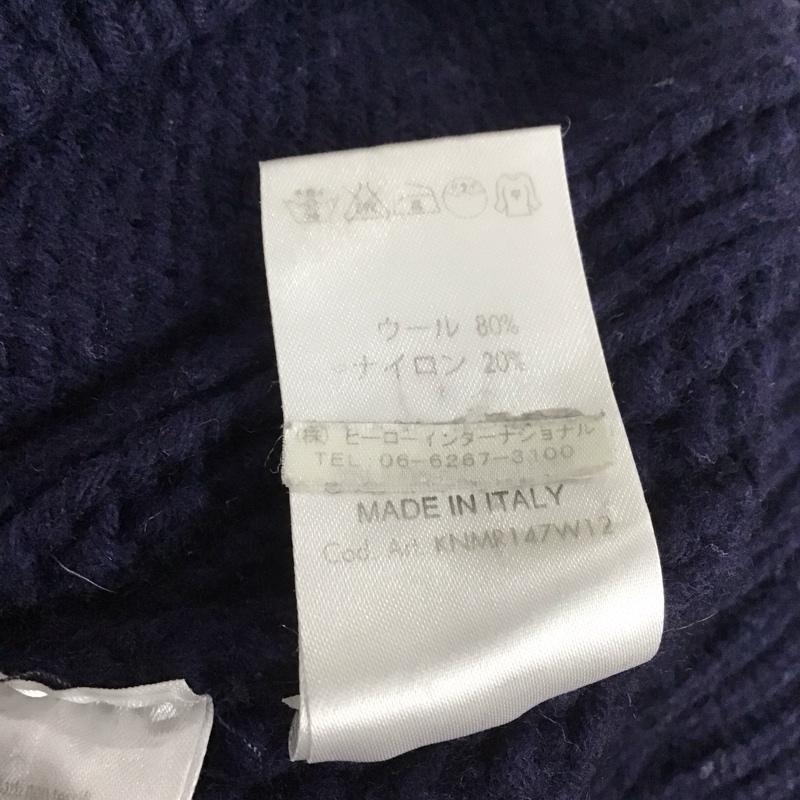 ウール 80%
ナイロン 20%
(株) ヒーローインターナショナル
TEL 06-6267-3100
MADE IN ITALY
Cod. Art. KNMR147W12